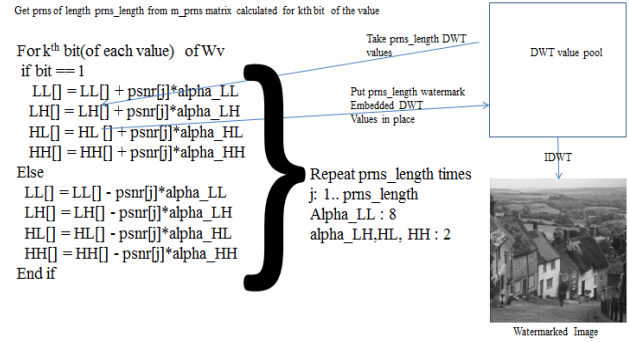 Get prns of length prns_length from m_prns matrix calculated for kth bit of the value
For kth bit(of each value) of Wv
if bit == 1
LL[] = LL[] + psnr[j]*alpha_LL
LH[] = LH[] + psnr[j]*alpha_LH
HL[] = HL [] + psnr[j]*alpha_HL
HH[] = HH[] + psnr[j]*alpha_HH
Else
LL[] = LL[] - psnr[j]*alpha_LL
LH[] = LH[] - psnr[j]*alpha_LH
HL[] = HL[] - psnr[j]*alpha_HL
HH[] = HH[] - psnr[j]*alpha_HH
End if
Repeat prns_length times
j: 1.. prns_length
Alpha_LL : 8
alpha_LH,HL, HH : 2
Take prns_length DWT
values
Put prns_length watermark
Embedded DWT
Values in place
DWT value pool
IDWT
Watermarked Image